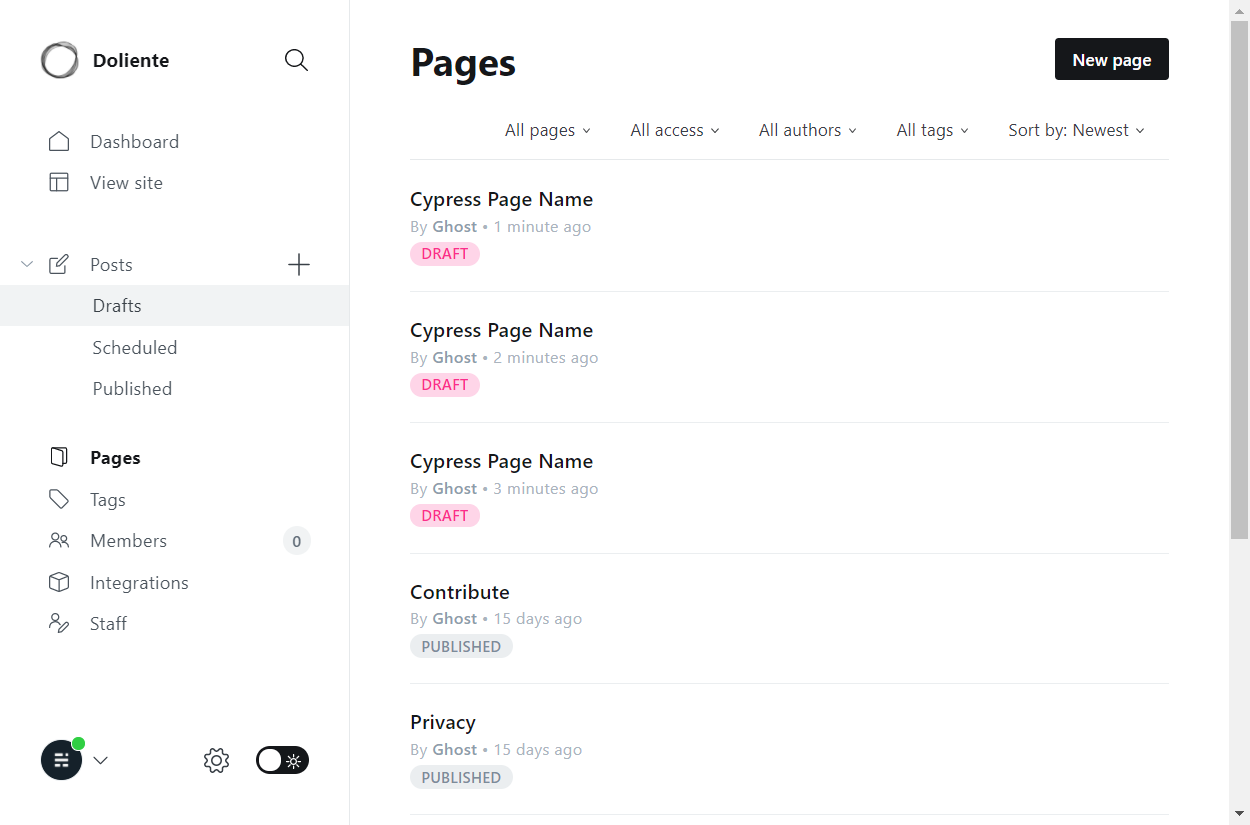 Doliente
Dashboard
View site
Posts
Drafts
Scheduled
Published
Pages
Tags
Members 0
Integrations
Staff
Pages
New page
All pages All access All authors All tags Sort by: Newest
Cypress Page Name
By Ghost • 1 minute ago
DRAFT
Cypress Page Name
By Ghost • 2 minutes ago
DRAFT
Cypress Page Name
By Ghost • 3 minutes ago
DRAFT
Contribute
By Ghost • 15 days ago
PUBLISHED
Privacy
By Ghost • 15 days ago
PUBLISHED